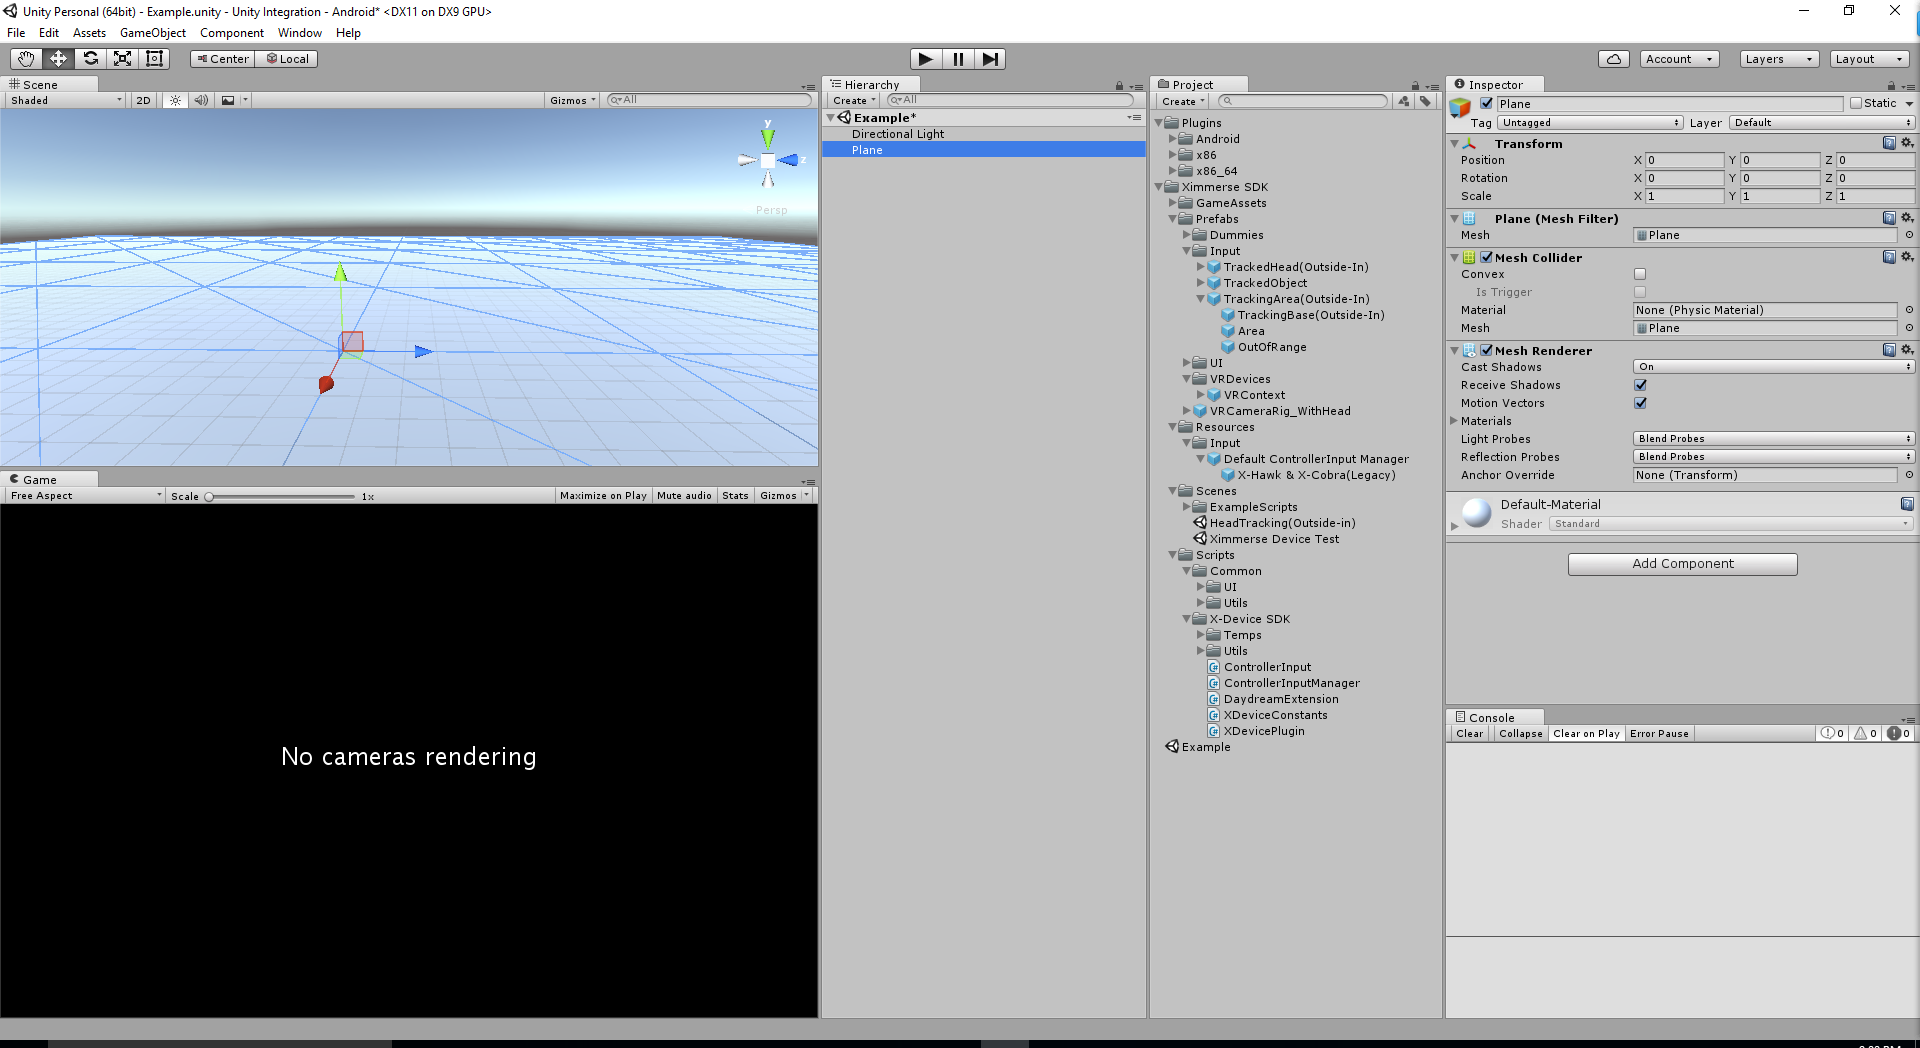 Unity Personal (64bit) - Example.unity - Unity Integration - Android* <DX11 on DX9 GPU>
File Edit Assets GameObject Component Window Help
Center Local
Account Layers Layout
Scene
Shaded 2D Gizmos All
y
z
Persp
Game
Free Aspect Scale 1x Maximize on Play Mute audio Stats Gizmos
No cameras rendering
Hierarchy
Create All
Example*
Directional Light
Plane
Project
Create
Plugins
Android
x86
x86_64
Ximmerse SDK
GameAssets
Prefabs
Dummies
Input
TrackedHead(Outside-In)
TrackedObject
TrackingArea(Outside-In)
TrackingBase(Outside-In)
Area
OutOfRange
UI
VRDevices
VRContext
VRCameraRig_WithHead
Resources
Input
Default ControllerInput Manager
X-Hawk & X-Cobra(Legacy)
Scenes
ExampleScripts
HeadTracking(Outside-in)
Ximmerse Device Test
Scripts
Common
UI
Utils
X-Device SDK
Temps
Utils
ControllerInput
ControllerInputManager
DaydreamExtension
XDeviceConstants
XDevicePlugin
Example
Inspector
Plane Static
Tag Untagged Layer Default
Transform
Position X 0 Y 0 Z 0
Rotation X 0 Y 0 Z 0
Scale X 1 Y 1 Z 1
Plane (Mesh Filter)
Mesh Plane
Mesh Collider
Convex
Is Trigger
Material None (Physic Material)
Mesh Plane
Mesh Renderer
Cast Shadows On
Receive Shadows
Motion Vectors
Materials
Light Probes Blend Probes
Reflection Probes Blend Probes
Anchor Override None (Transform)
Default-Material
Shader Standard
Add Component
Console
Clear Collapse Clear on Play Error Pause 0 0 0